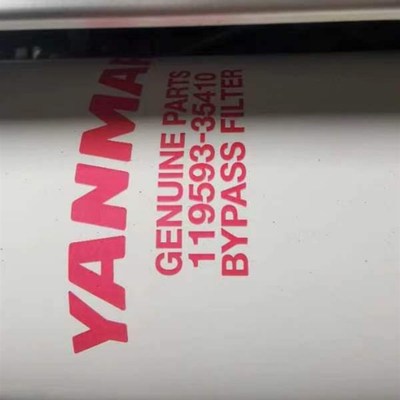 YANMAR
GENUINE PARTS
119593-35410
BYPASS FILTER